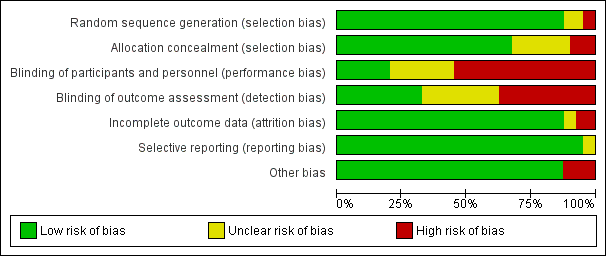 Random sequence generation (selection bias)
Allocation concealment (selection bias)
Blinding of participants and personnel (performance bias)
Blinding of outcome assessment (detection bias)
Incomplete outcome data (attrition bias)
Selective reporting (reporting bias)
Other bias
0% 25% 50% 75% 100%
Low risk of bias Unclear risk of bias High risk of bias